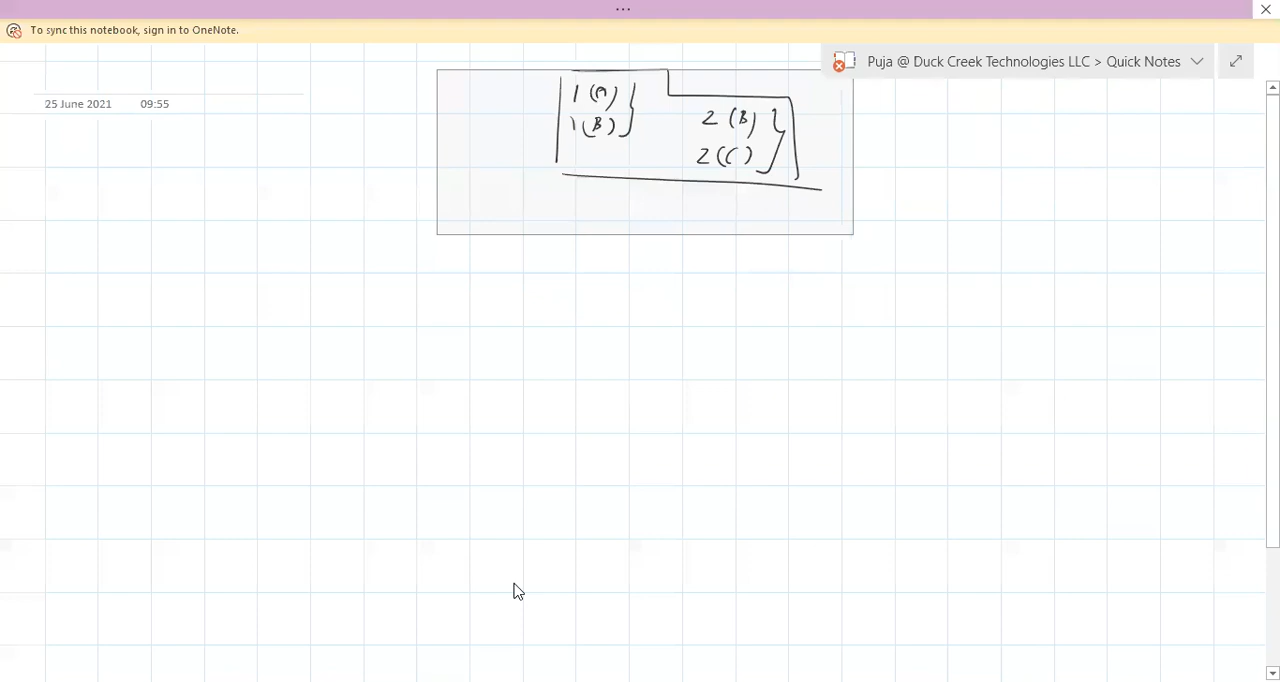 ...
To sync this notebook, sign in to OneNote.
Puja @ Duck Creek Technologies LLC > Quick Notes
25 June 2021 09:55
1 (A)
1 (B)
2 (B)
2 (C)